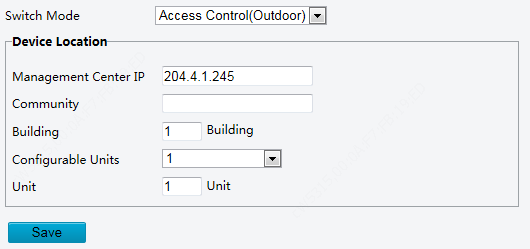 Switch Mode Access Control(Outdoor)
Device Location
Management Center IP 204.4.1.245
Community
Building 1 Building
Configurable Units 1
Unit 1 Unit
Save